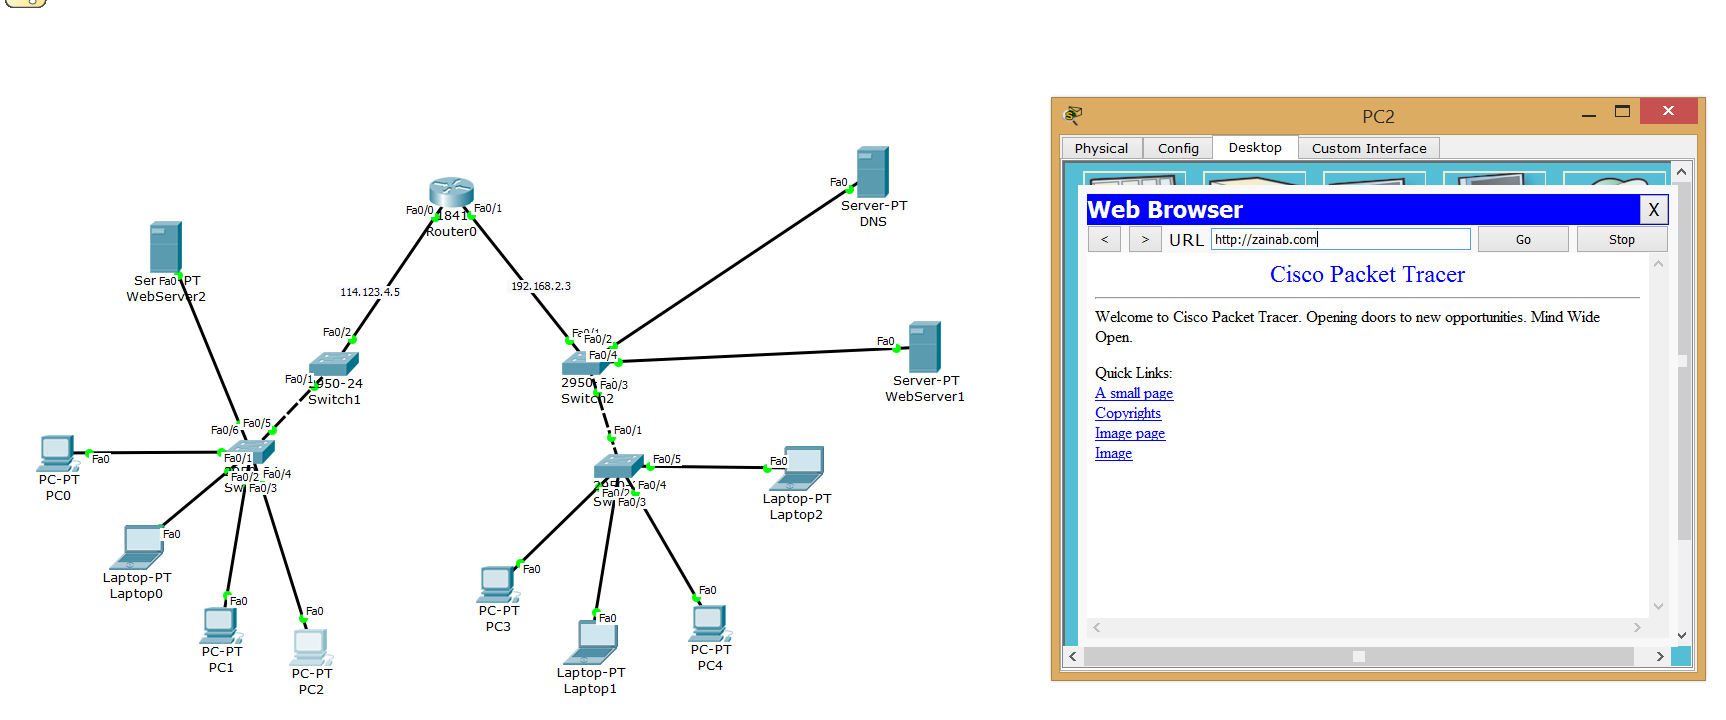 Fa0/0
Fa0/1
1841
Router0
114.123.4.5
192.168.2.3
Fa0
Server-PT
DNS
Fa0
Server-PT
WebServer1
Fa0
WebServer2
Fa0/2
Fa0/1
2950-24
Switch1
Fa0/2
Fa0/4
Switch2
Fa0/3
Fa0/1
Fa0/6
Fa0/5
Fa0/1
Fa0/2
Fa0/4
Fa0/3
Fa0
PC-PT
PC0
Fa0
Laptop-PT
Laptop0
Fa0
PC-PT
PC1
Fa0
PC-PT
PC2
Fa0/5
Fa0/4
Fa0/2
Fa0/3
Fa0
Laptop-PT
Laptop2
Fa0
PC-PT
PC3
Fa0
Laptop-PT
Laptop1
Fa0
PC-PT
PC4
PC2
Physical Config Desktop Custom Interface
Web Browser X
< > URL http://zainab.com Go Stop
Cisco Packet Tracer
Welcome to Cisco Packet Tracer. Opening doors to new opportunities. Mind Wide
Open.
Quick Links:
A small page
Copyrights
Image page
Image